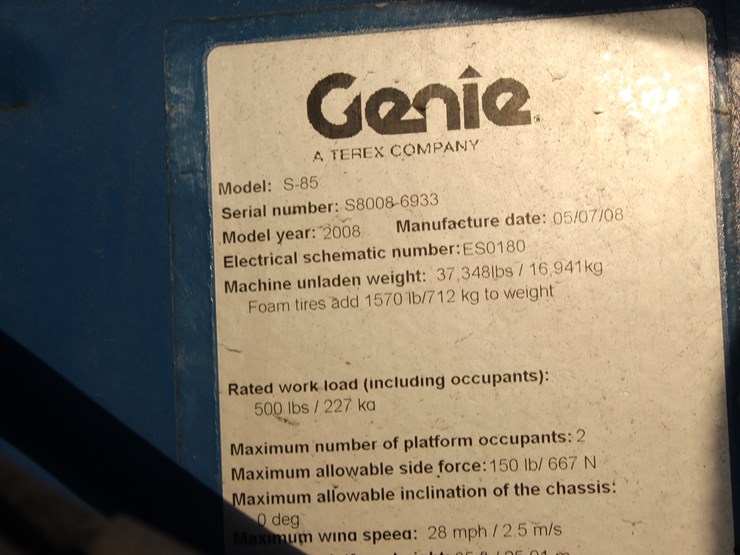 Genie
A TEREX COMPANY
Model: S-85
Serial number: S8008-6933
Model year: 2008 Manufacture date: 05/07/08
Electrical schematic number: ES0180
Machine unladen weight: 37,348lbs / 16,941kg
Foam tires add 1570 lb/712 kg to weight
Rated work load (including occupants):
500 lbs / 227 kg
Maximum number of platform occupants: 2
Maximum allowable side force: 150 lb/ 667 N
Maximum allowable inclination of the chassis:
0 deg
Maximum wind speed: 28 mph / 2.5 m/s